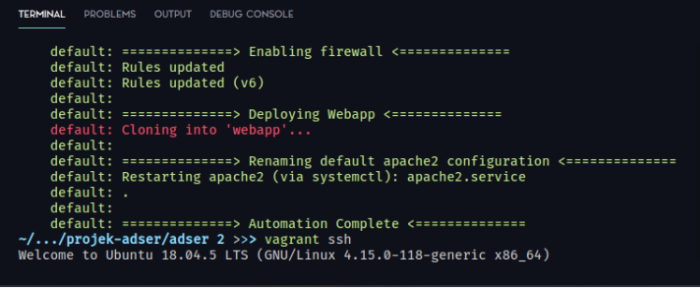 TERMINAL PROBLEMS OUTPUT DEBUG CONSOLE
default: ==============> Enabling firewall <==============
default: Rules updated
default: Rules updated (v6)
default:
default: ==============> Deploying Webapp <==============
default: Cloning into 'webapp'...
default:
default: ==============> Renaming default apache2 configuration <==============
default: Restarting apache2 (via systemctl): apache2.service
default: .
default:
default: ==============> Automation Complete <==============
~/.../projek-adser/adser 2 >>> vagrant ssh
Welcome to Ubuntu 18.04.5 LTS (GNU/Linux 4.15.0-118-generic x86_64)